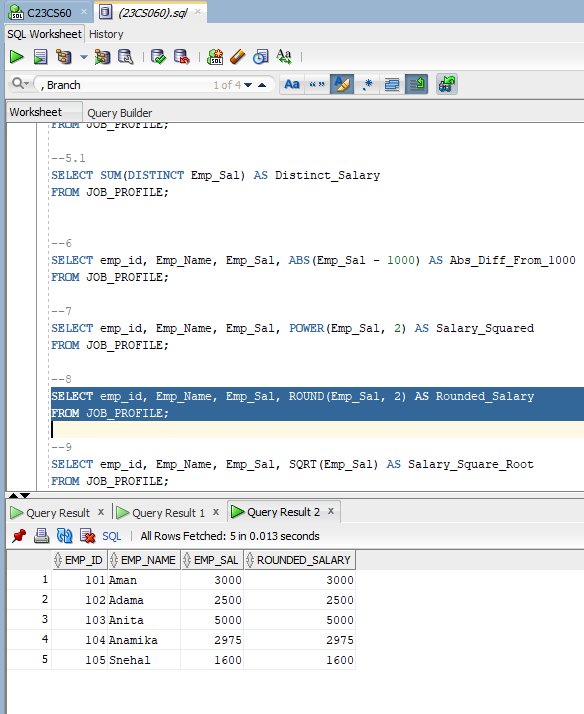 C23CS60 × (23CS060).sql ×
SQL Worksheet History
Aa
, Branch 1 of 4 Aa “” .*
Worksheet Query Builder
FROM JOB_PROFILE;
--5.1
SELECT SUM(DISTINCT Emp_Sal) AS Distinct_Salary
FROM JOB_PROFILE;
--6
SELECT emp_id, Emp_Name, Emp_Sal, ABS(Emp_Sal - 1000) AS Abs_Diff_From_1000
FROM JOB_PROFILE;
--7
SELECT emp_id, Emp_Name, Emp_Sal, POWER(Emp_Sal, 2) AS Salary_Squared
FROM JOB_PROFILE;
--8
SELECT emp_id, Emp_Name, Emp_Sal, ROUND(Emp_Sal, 2) AS Rounded_Salary
FROM JOB_PROFILE;
--9
SELECT emp_id, Emp_Name, Emp_Sal, SQRT(Emp_Sal) AS Salary_Square_Root
FROM JOB_PROFILE;
Query Result × Query Result 1 × Query Result 2 ×
SQL | All Rows Fetched: 5 in 0.013 seconds
EMP_ID EMP_NAME EMP_SAL ROUNDED_SALARY
1 101 Aman 3000 3000
2 102 Adama 2500 2500
3 103 Anita 5000 5000
4 104 Anamika 2975 2975
5 105 Snehal 1600 1600